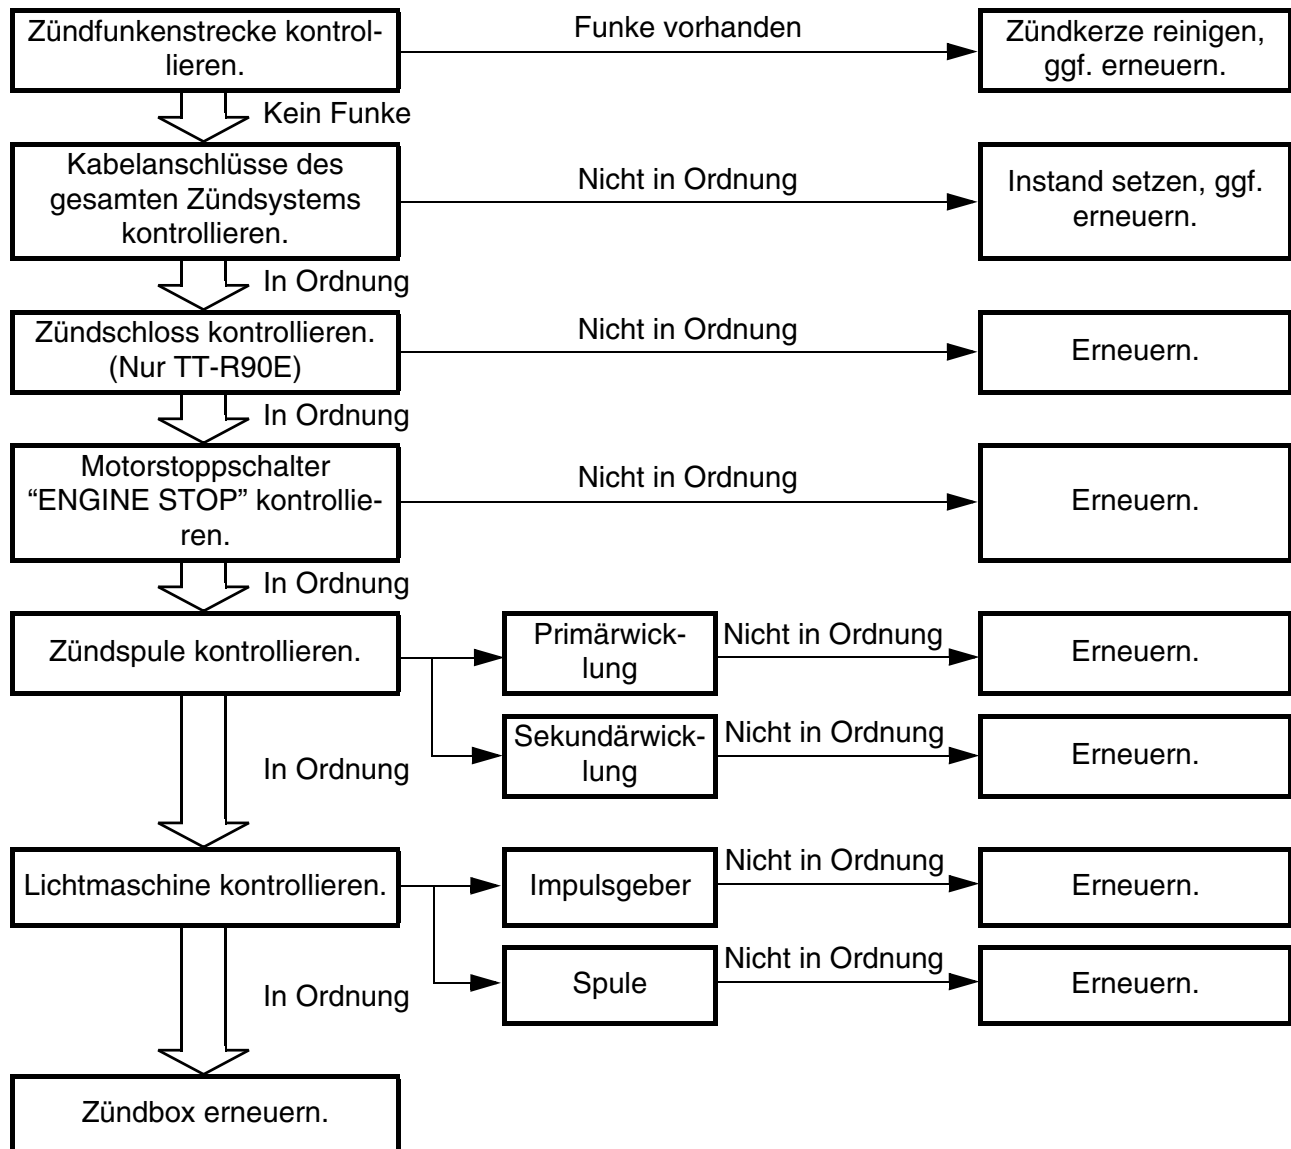 Zündfunkenstrecke kontrol-
lieren.
Funke vorhanden
Zündkerze reinigen,
ggf. erneuern.
Kein Funke
Kabelanschlüsse des
gesamten Zündsystems
kontrollieren.
Nicht in Ordnung
Instand setzen, ggf.
erneuern.
In Ordnung
Zündschloss kontrollieren.
(Nur TT-R90E)
Nicht in Ordnung
Erneuern.
In Ordnung
Motorstoppschalter
“ENGINE STOP” kontrollie-
ren.
Nicht in Ordnung
Erneuern.
In Ordnung
Zündspule kontrollieren.
Primärwick-
lung
Nicht in Ordnung
Erneuern.
Sekundärwick-
lung
Nicht in Ordnung
Erneuern.
In Ordnung
Lichtmaschine kontrollieren.
Impulsgeber
Nicht in Ordnung
Erneuern.
Spule
Nicht in Ordnung
Erneuern.
In Ordnung
Zündbox erneuern.